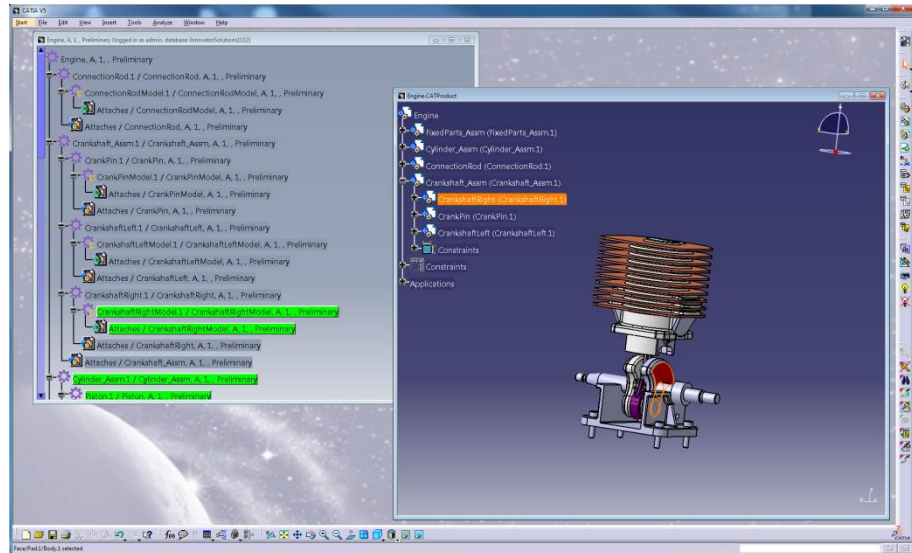 CATIA V5
Start File Edit View Insert Tools Analyze Window Help
Engine, A, 1, , Preliminary (logged in as admin, database: InnovatorSolutions1112)
Engine, A, 1, , Preliminary
ConnectionRod.1 / ConnectionRod, A, 1, , Preliminary
ConnectionRodModel.1 / ConnectionRodModel, A, 1, , Preliminary
Attaches / ConnectionRodModel, A, 1, , Preliminary
Attaches / ConnectionRod, A, 1, , Preliminary
Crankshaft_Assm.1 / Crankshaft_Assm, A, 1, , Preliminary
CrankPin.1 / CrankPin, A, 1, , Preliminary
CrankPinModel.1 / CrankPinModel, A, 1, , Preliminary
Attaches / CrankPinModel, A, 1, , Preliminary
Attaches / CrankPin, A, 1, , Preliminary
CrankshaftLeft.1 / CrankshaftLeft, A, 1, , Preliminary
CrankshaftLeftModel.1 / CrankshaftLeftModel, A, 1, , Preliminary
Attaches / CrankshaftLeftModel, A, 1, , Preliminary
Attaches / CrankshaftLeft, A, 1, , Preliminary
CrankshaftRight.1 / CrankshaftRight, A, 1, , Preliminary
CrankshaftRightModel.1 / CrankshaftRightModel, A, 1, , Preliminary
Attaches / CrankshaftRightModel, A, 1, , Preliminary
Attaches / CrankshaftRight, A, 1, , Preliminary
Attaches / Crankshaft_Assm, A, 1, , Preliminary
Cylinder_Assm.1 / Cylinder_Assm, A, 1, , Preliminary
Piston.1 / Piston, A, 1, , Preliminary
Engine.CATProduct
Engine
FixedParts_Assm (FixedParts_Assm.1)
Cylinder_Assm (Cylinder_Assm.1)
ConnectionRod (ConnectionRod.1)
Crankshaft_Assm (Crankshaft_Assm.1)
CrankshaftRight (CrankshaftRight.1)
CrankPin (CrankPin.1)
CrankshaftLeft (CrankshaftLeft.1)
Constraints
Constraints
Applications
f(x)
CATIA
Face/Pad.1/Body.1 selected